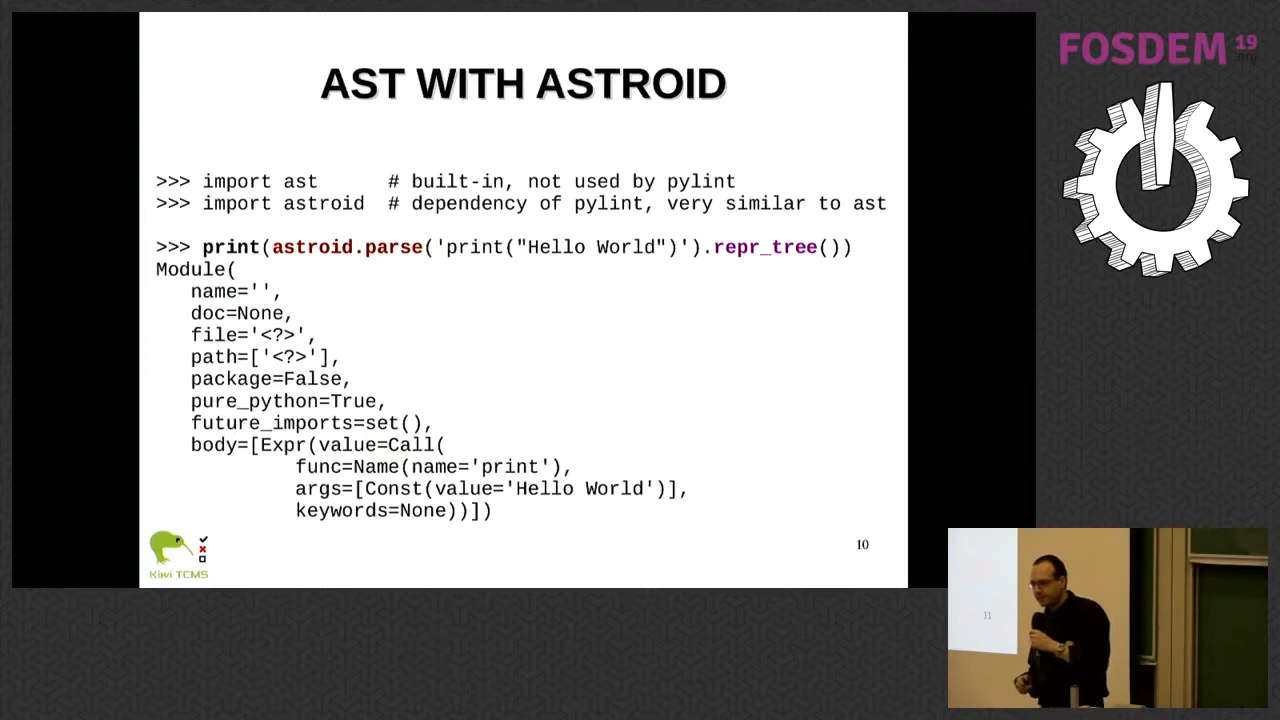 AST WITH ASTROID
>>> import ast      # built-in, not used by pylint
>>> import astroid  # dependency of pylint, very similar to ast
>>> print(astroid.parse('print("Hello World")').repr_tree())
Module(
   name='',
   doc=None,
   file='<?>',
   path=['<?>'],
   package=False,
   pure_python=True,
   future_imports=set(),
   body=[Expr(value=Call(
            func=Name(name='print'),
            args=[Const(value='Hello World')],
            keywords=None))])
Kiwi TCMS
10
FOSDEM 19
.org